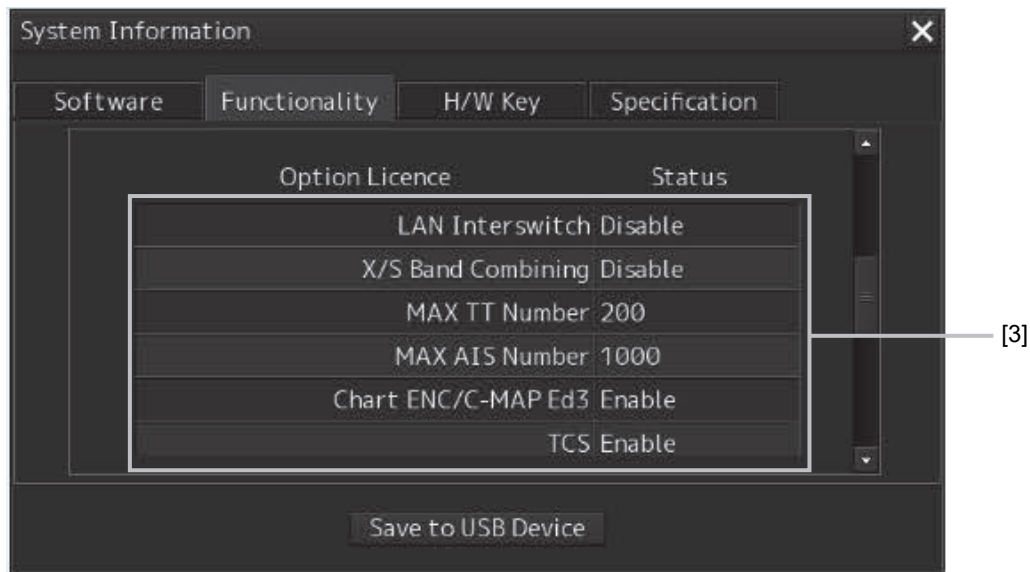 System Information
Software Functionality H/W Key Specification
Option Licence Status
LAN Interswitch Disable
X/S Band Combining Disable
MAX TT Number 200
MAX AIS Number 1000
Chart ENC/C-MAP Ed3 Enable
TCS Enable
[3]
Save to USB Device